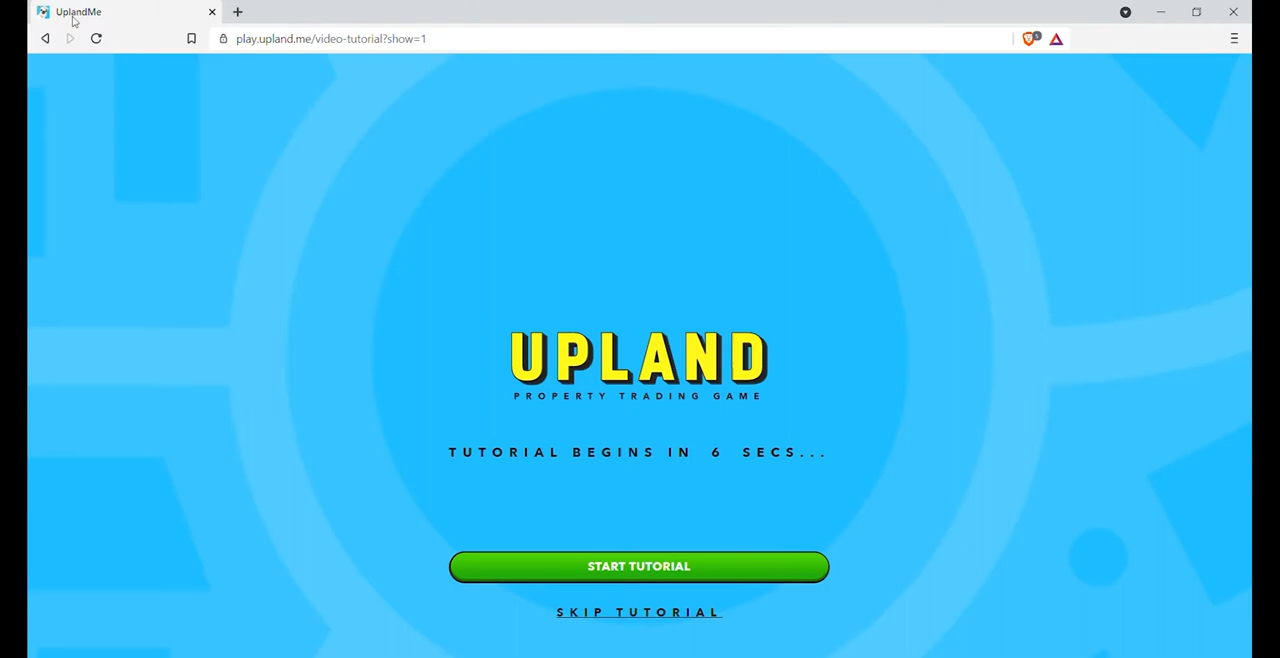 UplandMe
play.upland.me/video-tutorial?show=1
5
UPLAND
PROPERTY TRADING GAME
TUTORIAL BEGINS IN 6 SECS...
START TUTORIAL
SKIP TUTORIAL